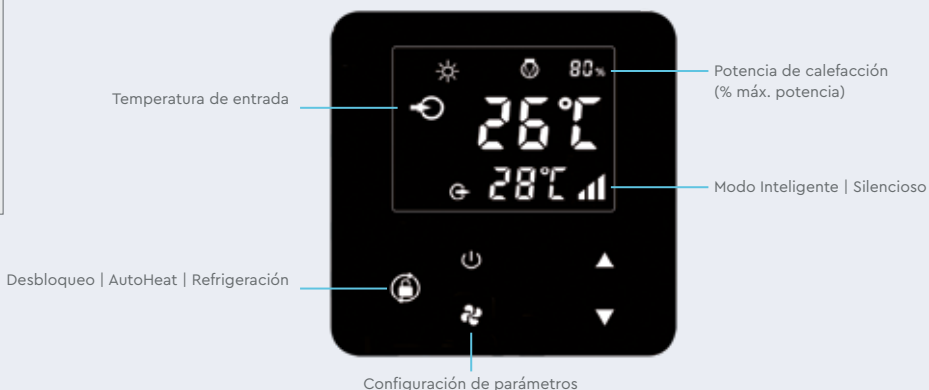 80%
Potencia de calefacción
(% máx. potencia)
Temperatura de entrada
26°C
28°C
Modo Inteligente | Silencioso
Desbloqueo | AutoHeat | Refrigeración
Configuración de parámetros